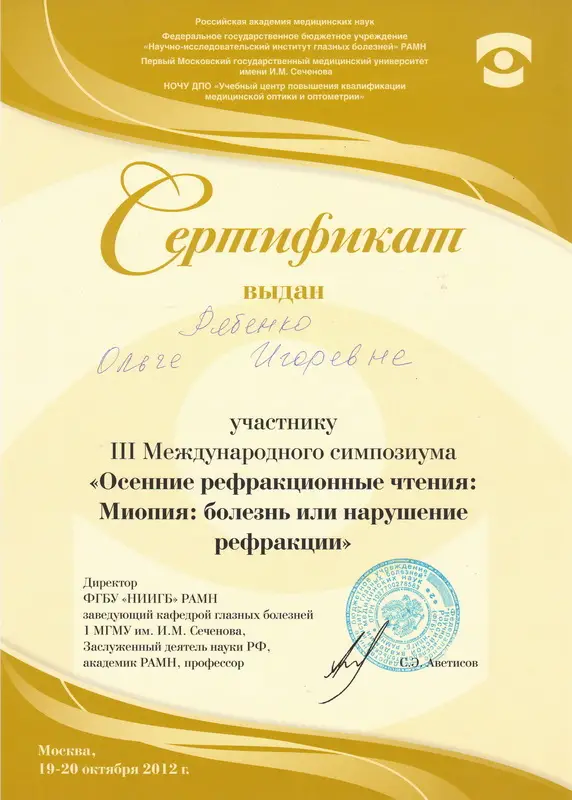 Российская академия медицинских наук
Федеральное государственное бюджетное учреждение
«Научно-исследовательский институт глазных болезней» РАМН
Первый Московский государственный медицинский университет
имени И.М. Сеченова
НОЧУ ДПО «Учебный центр повышения квалификации
медицинской оптики и оптометрии»
Сертификат
выдан
Рябенко
Ольге Игоревне
участнику
III Международного симпозиума
«Осенние рефракционные чтения:
Миопия: болезнь или нарушение
рефракции»
Директор
ФГБУ «НИИГБ» РАМН
заведующий кафедрой глазных болезней
1 МГМУ им. И.М. Сеченова,
Заслуженный деятель науки РФ,
академик РАМН, профессор
С.Э. Аветисов
Москва,
19-20 октября 2012 г.